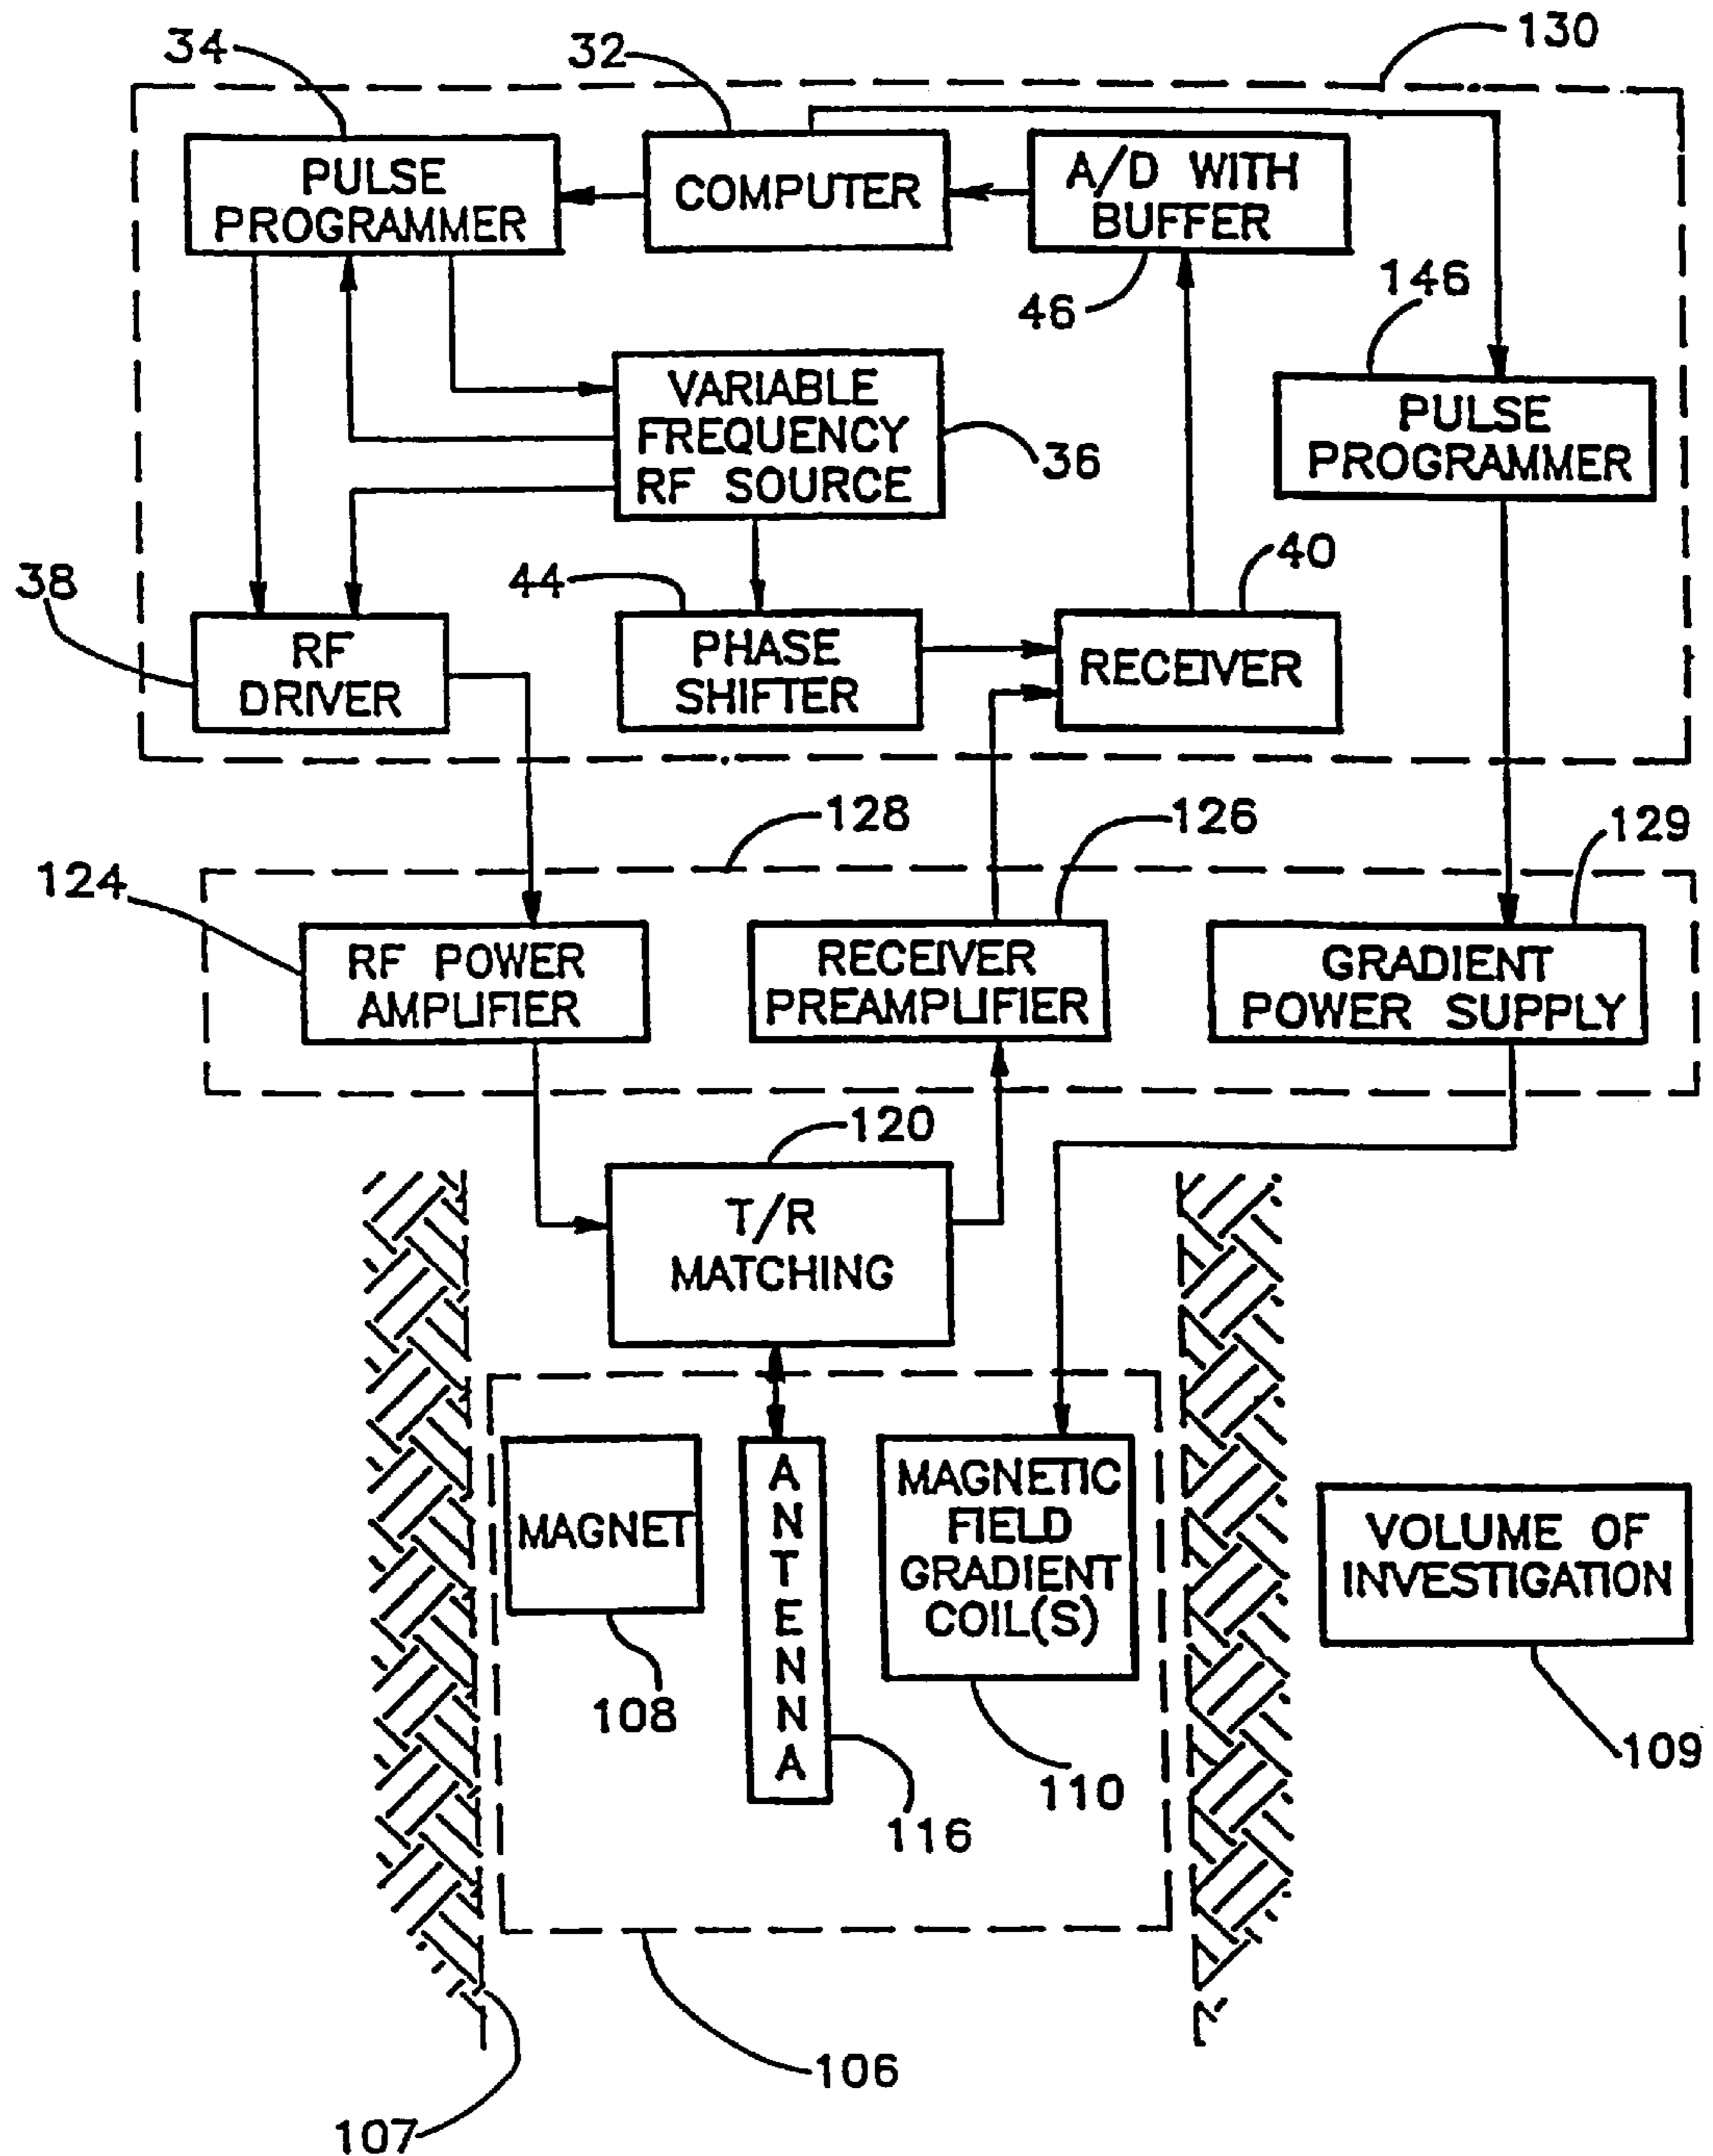 130
34
32
PULSE
PROGRAMMER
COMPUTER
A/D WITH
BUFFER
46
146
VARIABLE
FREQUENCY
RF SOURCE
36
PULSE
PROGRAMMER
38
44
40
RF
DRIVER
PHASE
SHIFTER
RECEIVER
128
126
129
124
RF POWER
AMPLIFIER
RECEIVER
PREAMPLIFIER
GRADIENT
POWER SUPPLY
120
T/R
MATCHING
MAGNET
108
ANTENNA
116
MAGNETIC
FIELD
GRADIENT
COIL(S)
110
VOLUME OF
INVESTIGATION
109
106
107